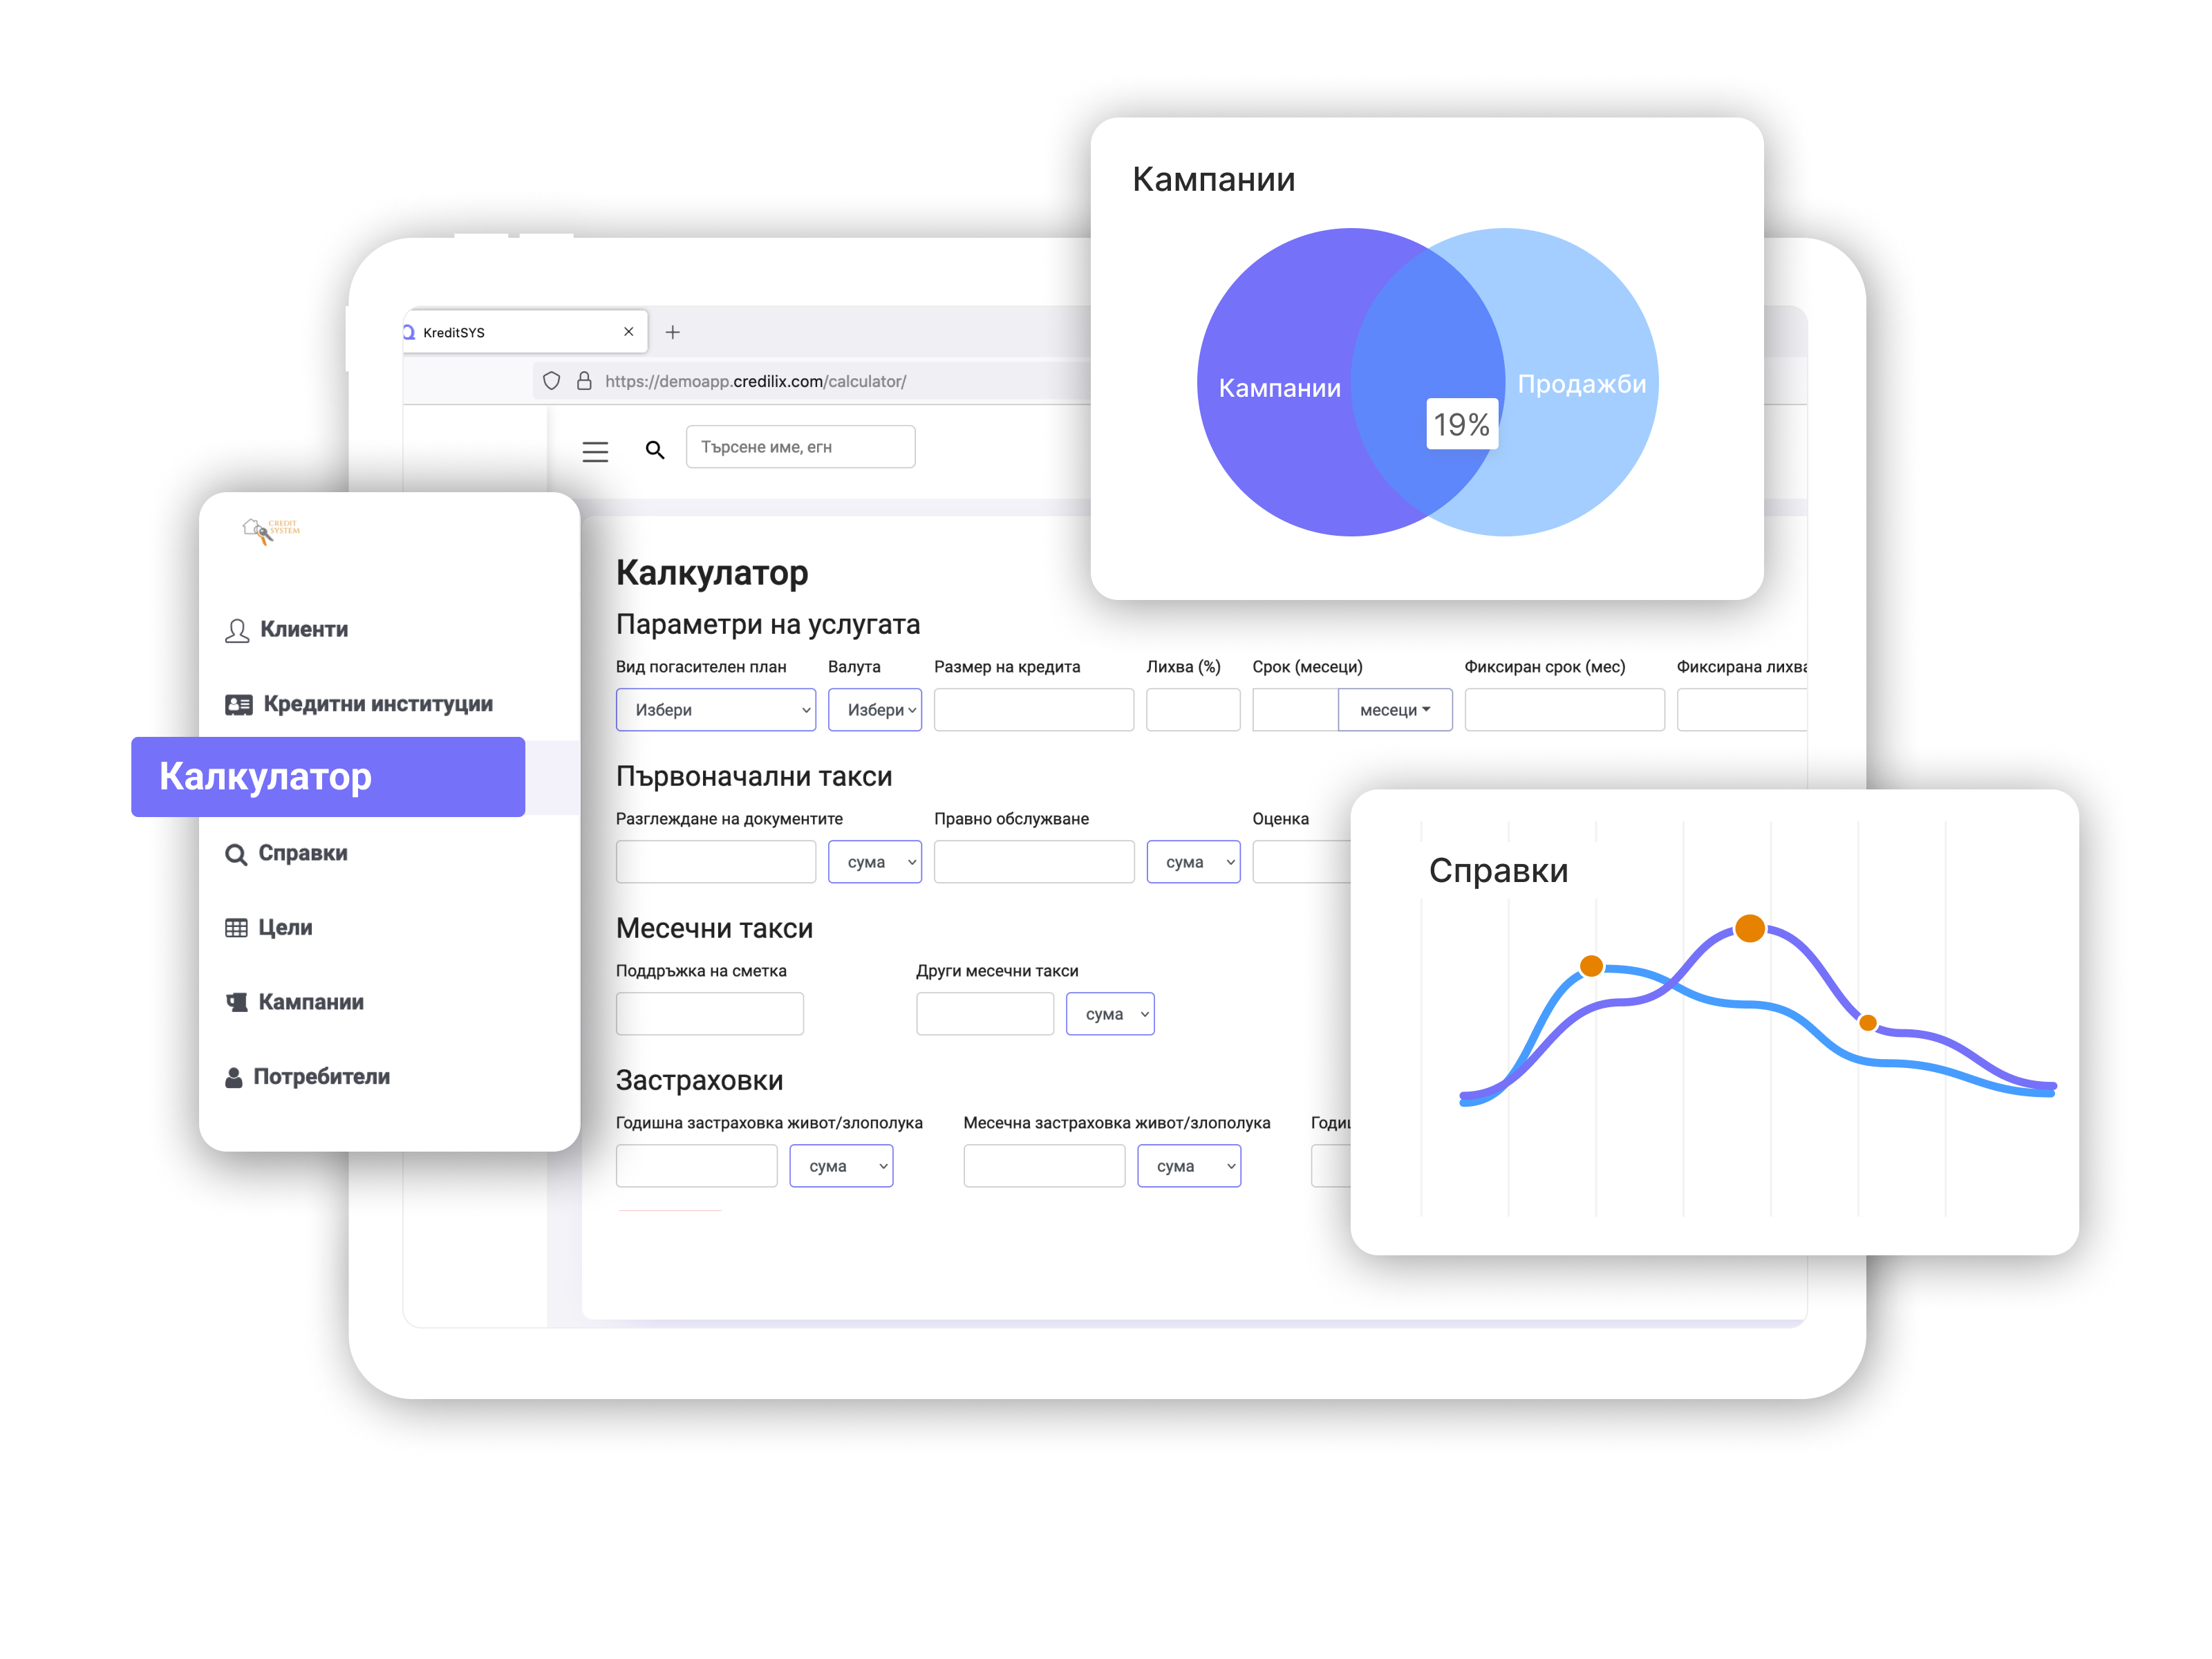 Кампании
Кампании
Продажби
19%
KreditSYS
https://demoapp.credilix.com/calculator/
Търсене име, егн
CREDIT
SYSTEM
Клиенти
Кредитни институции
Калкулатор
Справки
Цели
Кампании
Потребители
Калкулатор
Параметри на услугата
Вид погасителен план Валута Размер на кредита Лихва (%) Срок (месеци) Фиксиран срок (мес) Фиксирана лихва
Избери Избери месеци
Първоначални такси
Разглеждане на документите Правно обслужване Оценка
сума сума
Месечни такси
Поддръжка на сметка Други месечни такси
сума
Застраховки
Годишна застраховка живот/злополука Месечна застраховка живот/злополука
сума сума
Справки